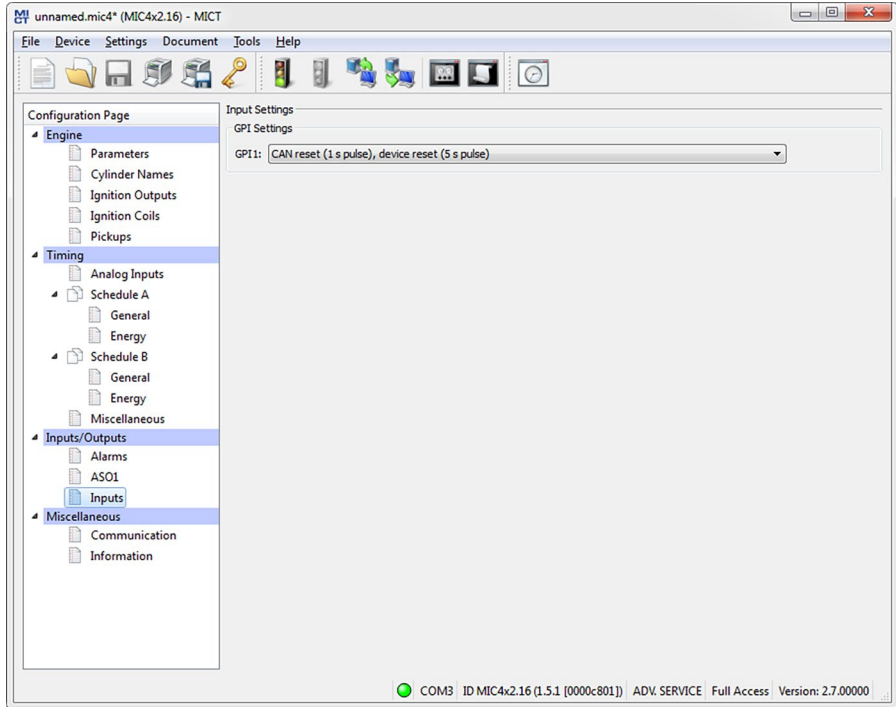 MICT unnamed.mic4* (MIC4x2.16) - MICT
File Device Settings Document Tools Help
Configuration Page
Engine
Parameters
Cylinder Names
Ignition Outputs
Ignition Coils
Pickups
Timing
Analog Inputs
Schedule A
General
Energy
Schedule B
General
Energy
Miscellaneous
Inputs/Outputs
Alarms
ASO1
Inputs
Miscellaneous
Communication
Information
Input Settings
GPI Settings
GPI1: CAN reset (1 s pulse), device reset (5 s pulse)
COM3 ID MIC4x2.16 (1.5.1 [0000c801]) ADV. SERVICE Full Access Version: 2.7.00000